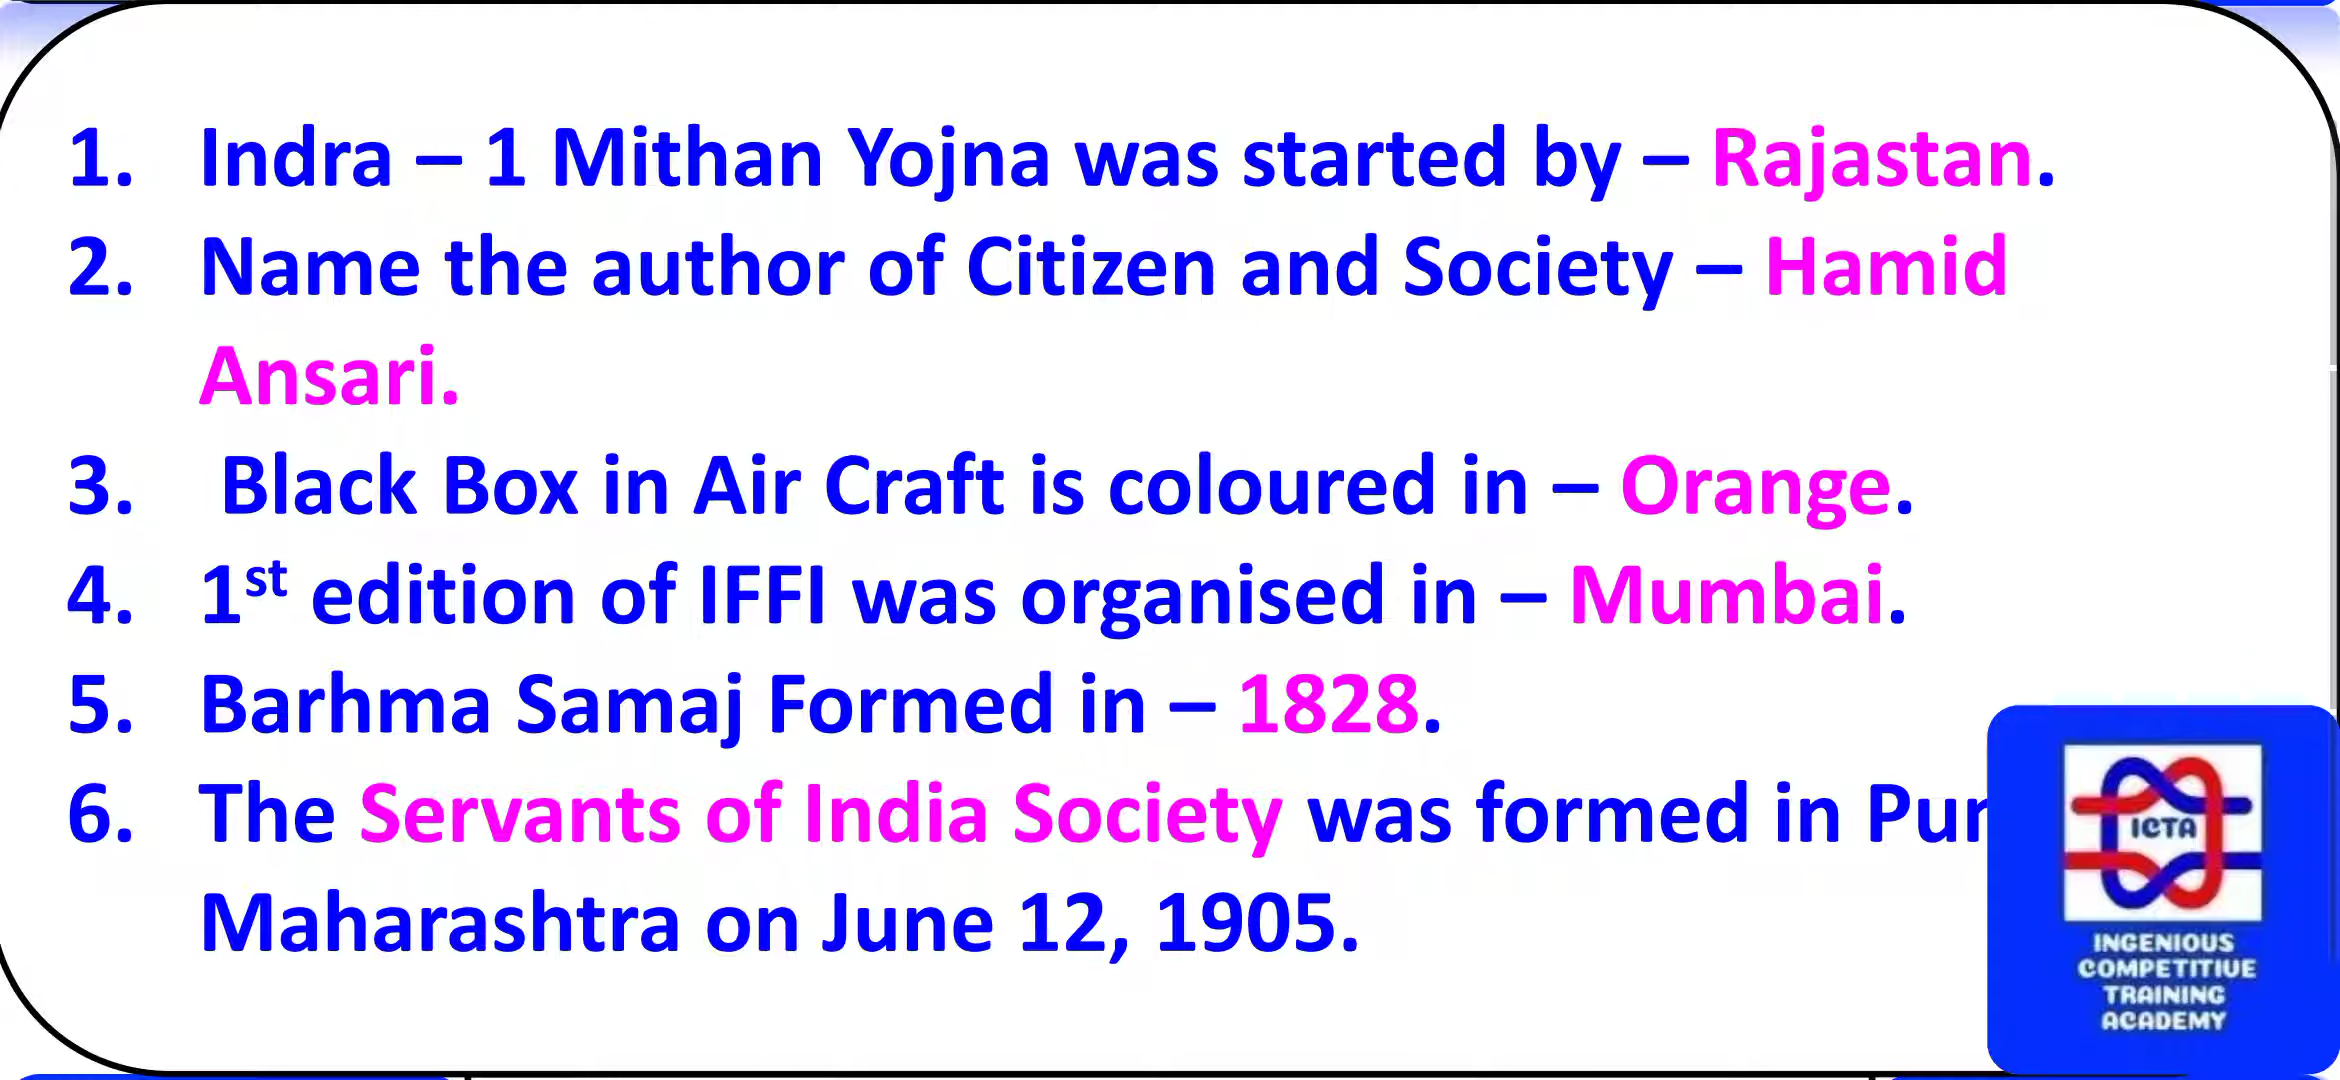 1. Indra – 1 Mithan Yojna was started by – Rajastan.
2. Name the author of Citizen and Society – Hamid
Ansari.
3. Black Box in Air Craft is coloured in – Orange.
4. 1st edition of IFFI was organised in – Mumbai.
5. Barhma Samaj Formed in – 1828.
6. The Servants of India Society was formed in
Maharashtra on June 12, 1905.
ICTA
INGENIOUS
COMPETITIVE
TRAINING
ACADEMY